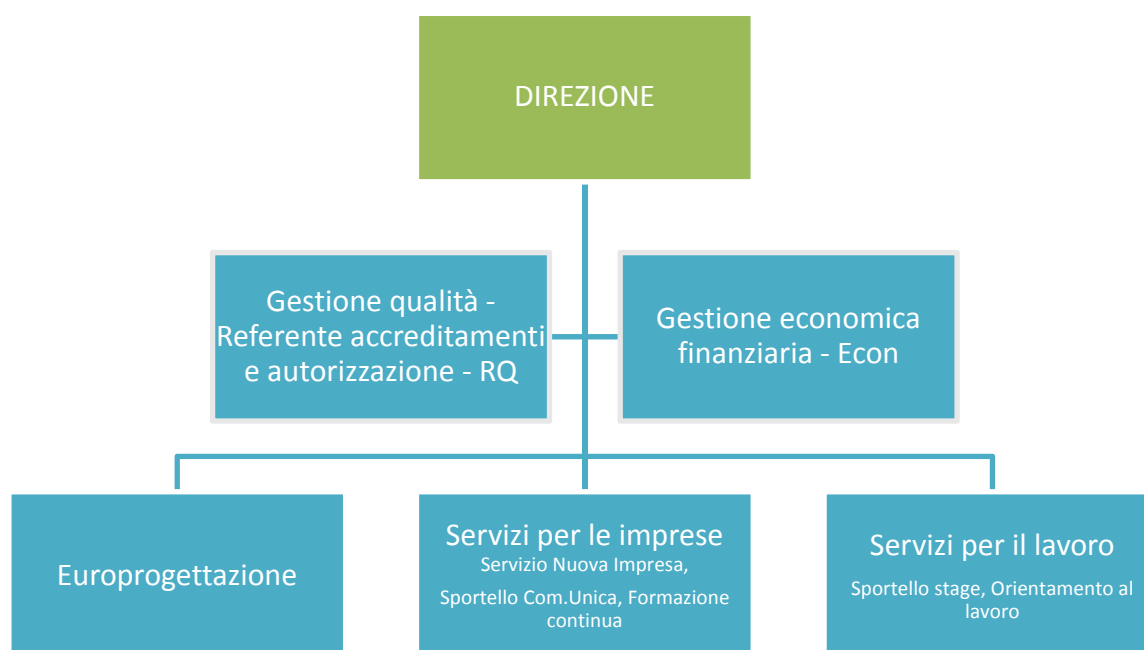 DIREZIONE
Gestione qualità -
Referente accreditamenti
e autorizzazione - RQ
Gestione economica
finanziaria - Econ
Europrogettazione
Servizi per le imprese
Servizio Nuova Impresa,
Sportello Com.Unica, Formazione
continua
Servizi per il lavoro
Sportello stage, Orientamento al
lavoro